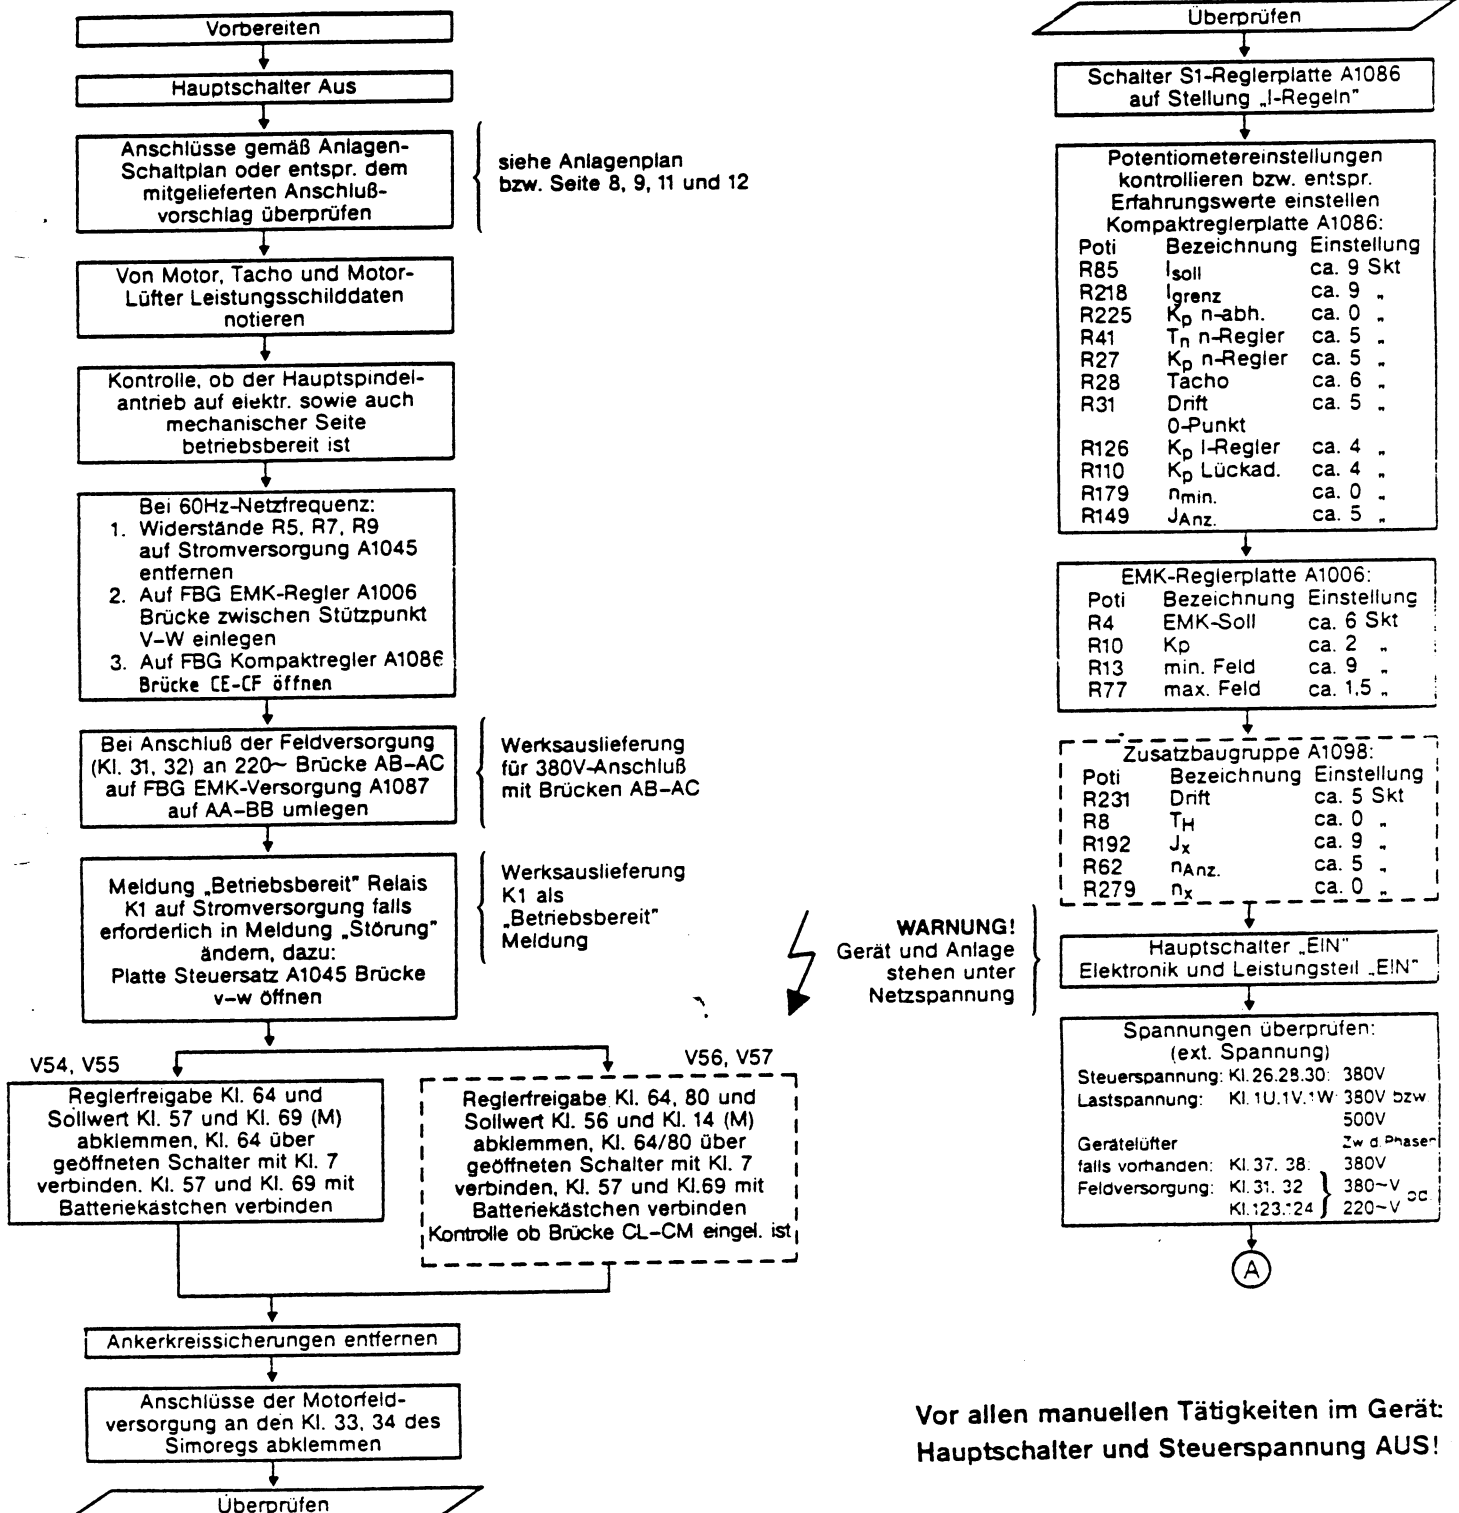 Vorbereiten
Hauptschalter Aus
Anschlüsse gemäß Anlagen-
Schaltplan oder entspr. dem
mitgelieferten Anschluß-
vorschlag überprüfen
siehe Anlagenplan
bzw. Seite 8, 9, 11 und 12
Von Motor, Tacho und Motor-
Lüfter Leistungsschilddaten
notieren
Kontrolle, ob der Hauptspindel-
antrieb auf elektr. sowie auch
mechanischer Seite
betriebsbereit ist
Bei 60Hz-Netzfrequenz:
1. Widerstände R5, R7, R9
auf Stromversorgung A1045
entfernen
2. Auf FBG EMK-Regler A1006
Brücke zwischen Stützpunkt
V–W einlegen
3. Auf FBG Kompaktregler A1086
Brücke CE-CF öffnen
Bei Anschluß der Feldversorgung
(Kl. 31, 32) an 220~ Brücke AB–AC
auf FBG EMK-Versorgung A1087
auf AA–BB umlegen
Werksauslieferung
für 380V-Anschluß
mit Brücken AB–AC
Meldung „Betriebsbereit" Relais
K1 auf Stromversorgung falls
erforderlich in Meldung „Störung"
ändern, dazu:
Platte Steuersatz A1045 Brücke
v–w öffnen
Werksauslieferung
K1 als
„Betriebsbereit"
Meldung
V54, V55
Reglerfreigabe Kl. 64 und
Sollwert Kl. 57 und Kl. 69 (M)
abklemmen, Kl. 64 über
geöffneten Schalter mit Kl. 7
verbinden. Kl. 57 und Kl. 69 mit
Batteriekästchen verbinden
V56, V57
Reglerfreigabe Kl. 64, 80 und
Sollwert Kl. 56 und Kl. 14 (M)
abklemmen, Kl. 64/80 über
geöffneten Schalter mit Kl. 7
verbinden, Kl. 57 und Kl.69 mit
Batteriekästchen verbinden
Kontrolle ob Brücke CL–CM eingel. ist
Ankerkreissicherungen entfernen
Anschlüsse der Motorfeld-
versorgung an den Kl. 33, 34 des
Simoregs abklemmen
Überprüfen
Überprüfen
Schalter S1-Reglerplatte A1086
auf Stellung „I-Regeln"
Potentiometereinstellungen
kontrollieren bzw. entspr.
Erfahrungswerte einstellen
Kompaktreglerplatte A1086:
Poti Bezeichnung Einstellung
R85 Isoll ca. 9 Skt
R218 Igrenz ca. 9 „
R225 Kp n-abh. ca. 0 „
R41 Tn n-Regler ca. 5 „
R27 Kp n-Regler ca. 5 „
R28 Tacho ca. 6 „
R31 Drift ca. 5 „
0-Punkt
R126 Kp I-Regler ca. 4 „
R110 Kp Lückad. ca. 4 „
R179 nmin. ca. 0 „
R149 JAnz. ca. 5 „
EMK-Reglerplatte A1006:
Poti Bezeichnung Einstellung
R4 EMK-Soll ca. 6 Skt
R10 Kp ca. 2 „
R13 min. Feld ca. 9 „
R77 max. Feld ca. 1,5 „
Zusatzbaugruppe A1098:
Poti Bezeichnung Einstellung
R231 Drift ca. 5 Skt
R8 TH ca. 0 „
R192 Jx ca. 9 „
R62 nAnz. ca. 5 „
R279 nx ca. 0 „
WARNUNG!
Gerät und Anlage
stehen unter
Netzspannung
Hauptschalter „EIN"
Elektronik und Leistungsteil „EIN"
Spannungen überprüfen:
(ext. Spannung)
Steuerspannung: Kl.26.28.30: 380V
Lastspannung: Kl.1U.1V.1W 380V bzw.
500V
Gerätelüfter Zw d. Phasen
falls vorhanden: Kl.37. 38: 380V
Feldversorgung: Kl.31. 32 380~V
Kl.123.124 220~V
A
Vor allen manuellen Tätigkeiten im Gerät:
Hauptschalter und Steuerspannung AUS!